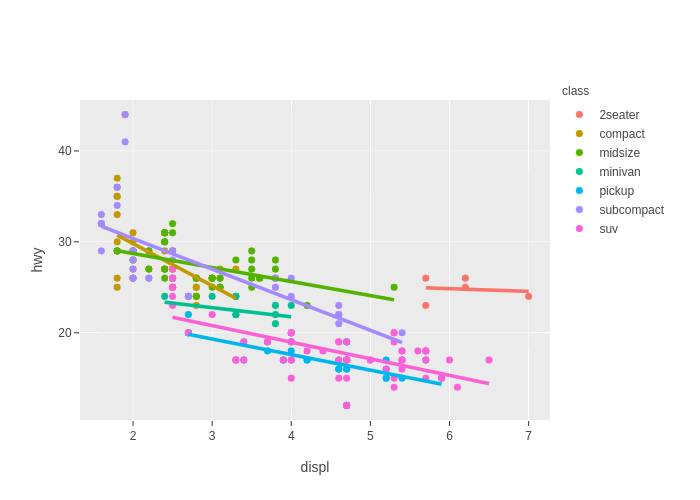 class
2seater
compact
midsize
minivan
pickup
subcompact
suv
40
30
20
hwy
2 3 4 5 6 7
displ